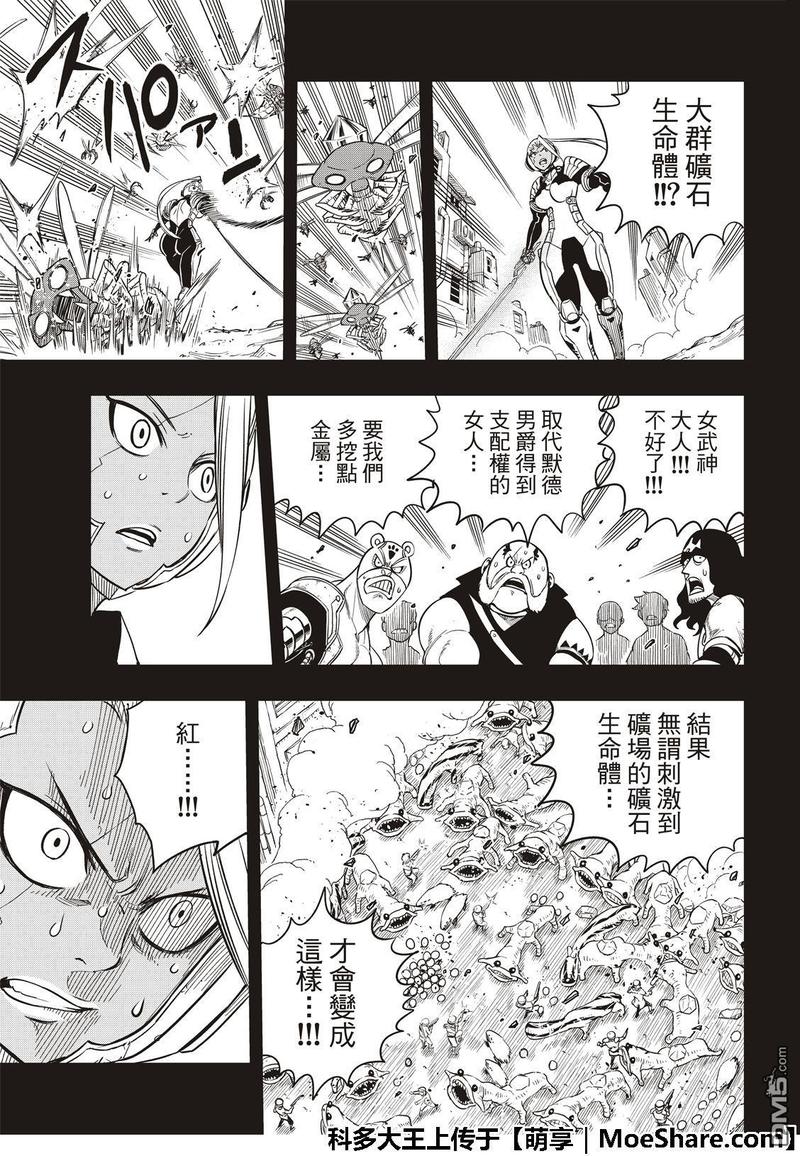 大群礦石
生命體!!?
スパァン
女武神
大人!!!
不好了!!!
取代默德
男爵得到
支配權的
女人…
要我們
多挖點
金屬…
結果
無謂刺激到
礦場的礦石
生命體…
才會變成
這樣…!!!
紅……!!!
科多大王上传于【萌享】|MoeShare.com】
DM5.com